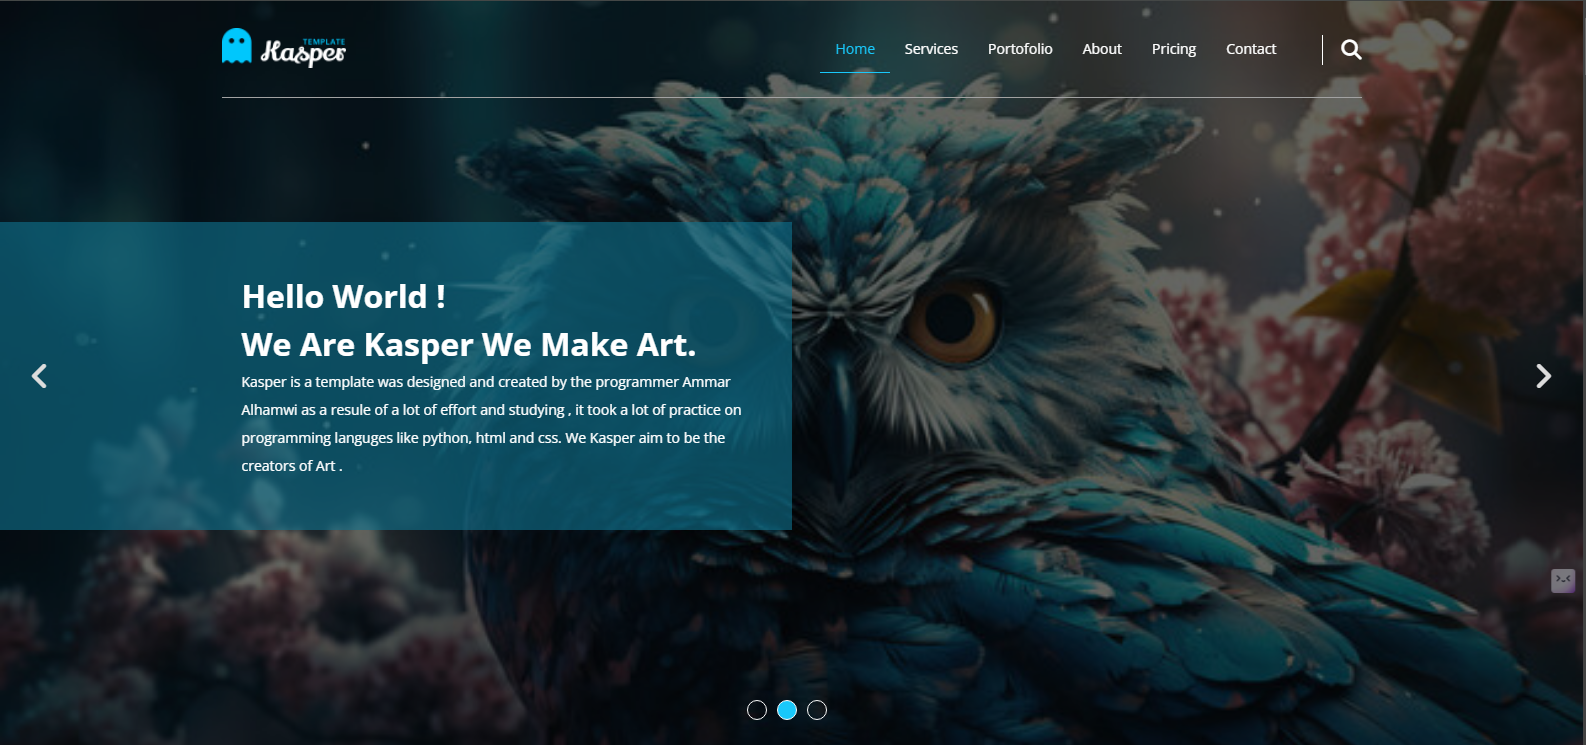 TEMPLATE
Kasper
Home Services Portofolio About Pricing Contact
Hello World !
We Are Kasper We Make Art.
Kasper is a template was designed and created by the programmer Ammar
Alhamwi as a resule of a lot of effort and studying , it took a lot of practice on
programming languges like python, html and css. We Kasper aim to be the
creators of Art .